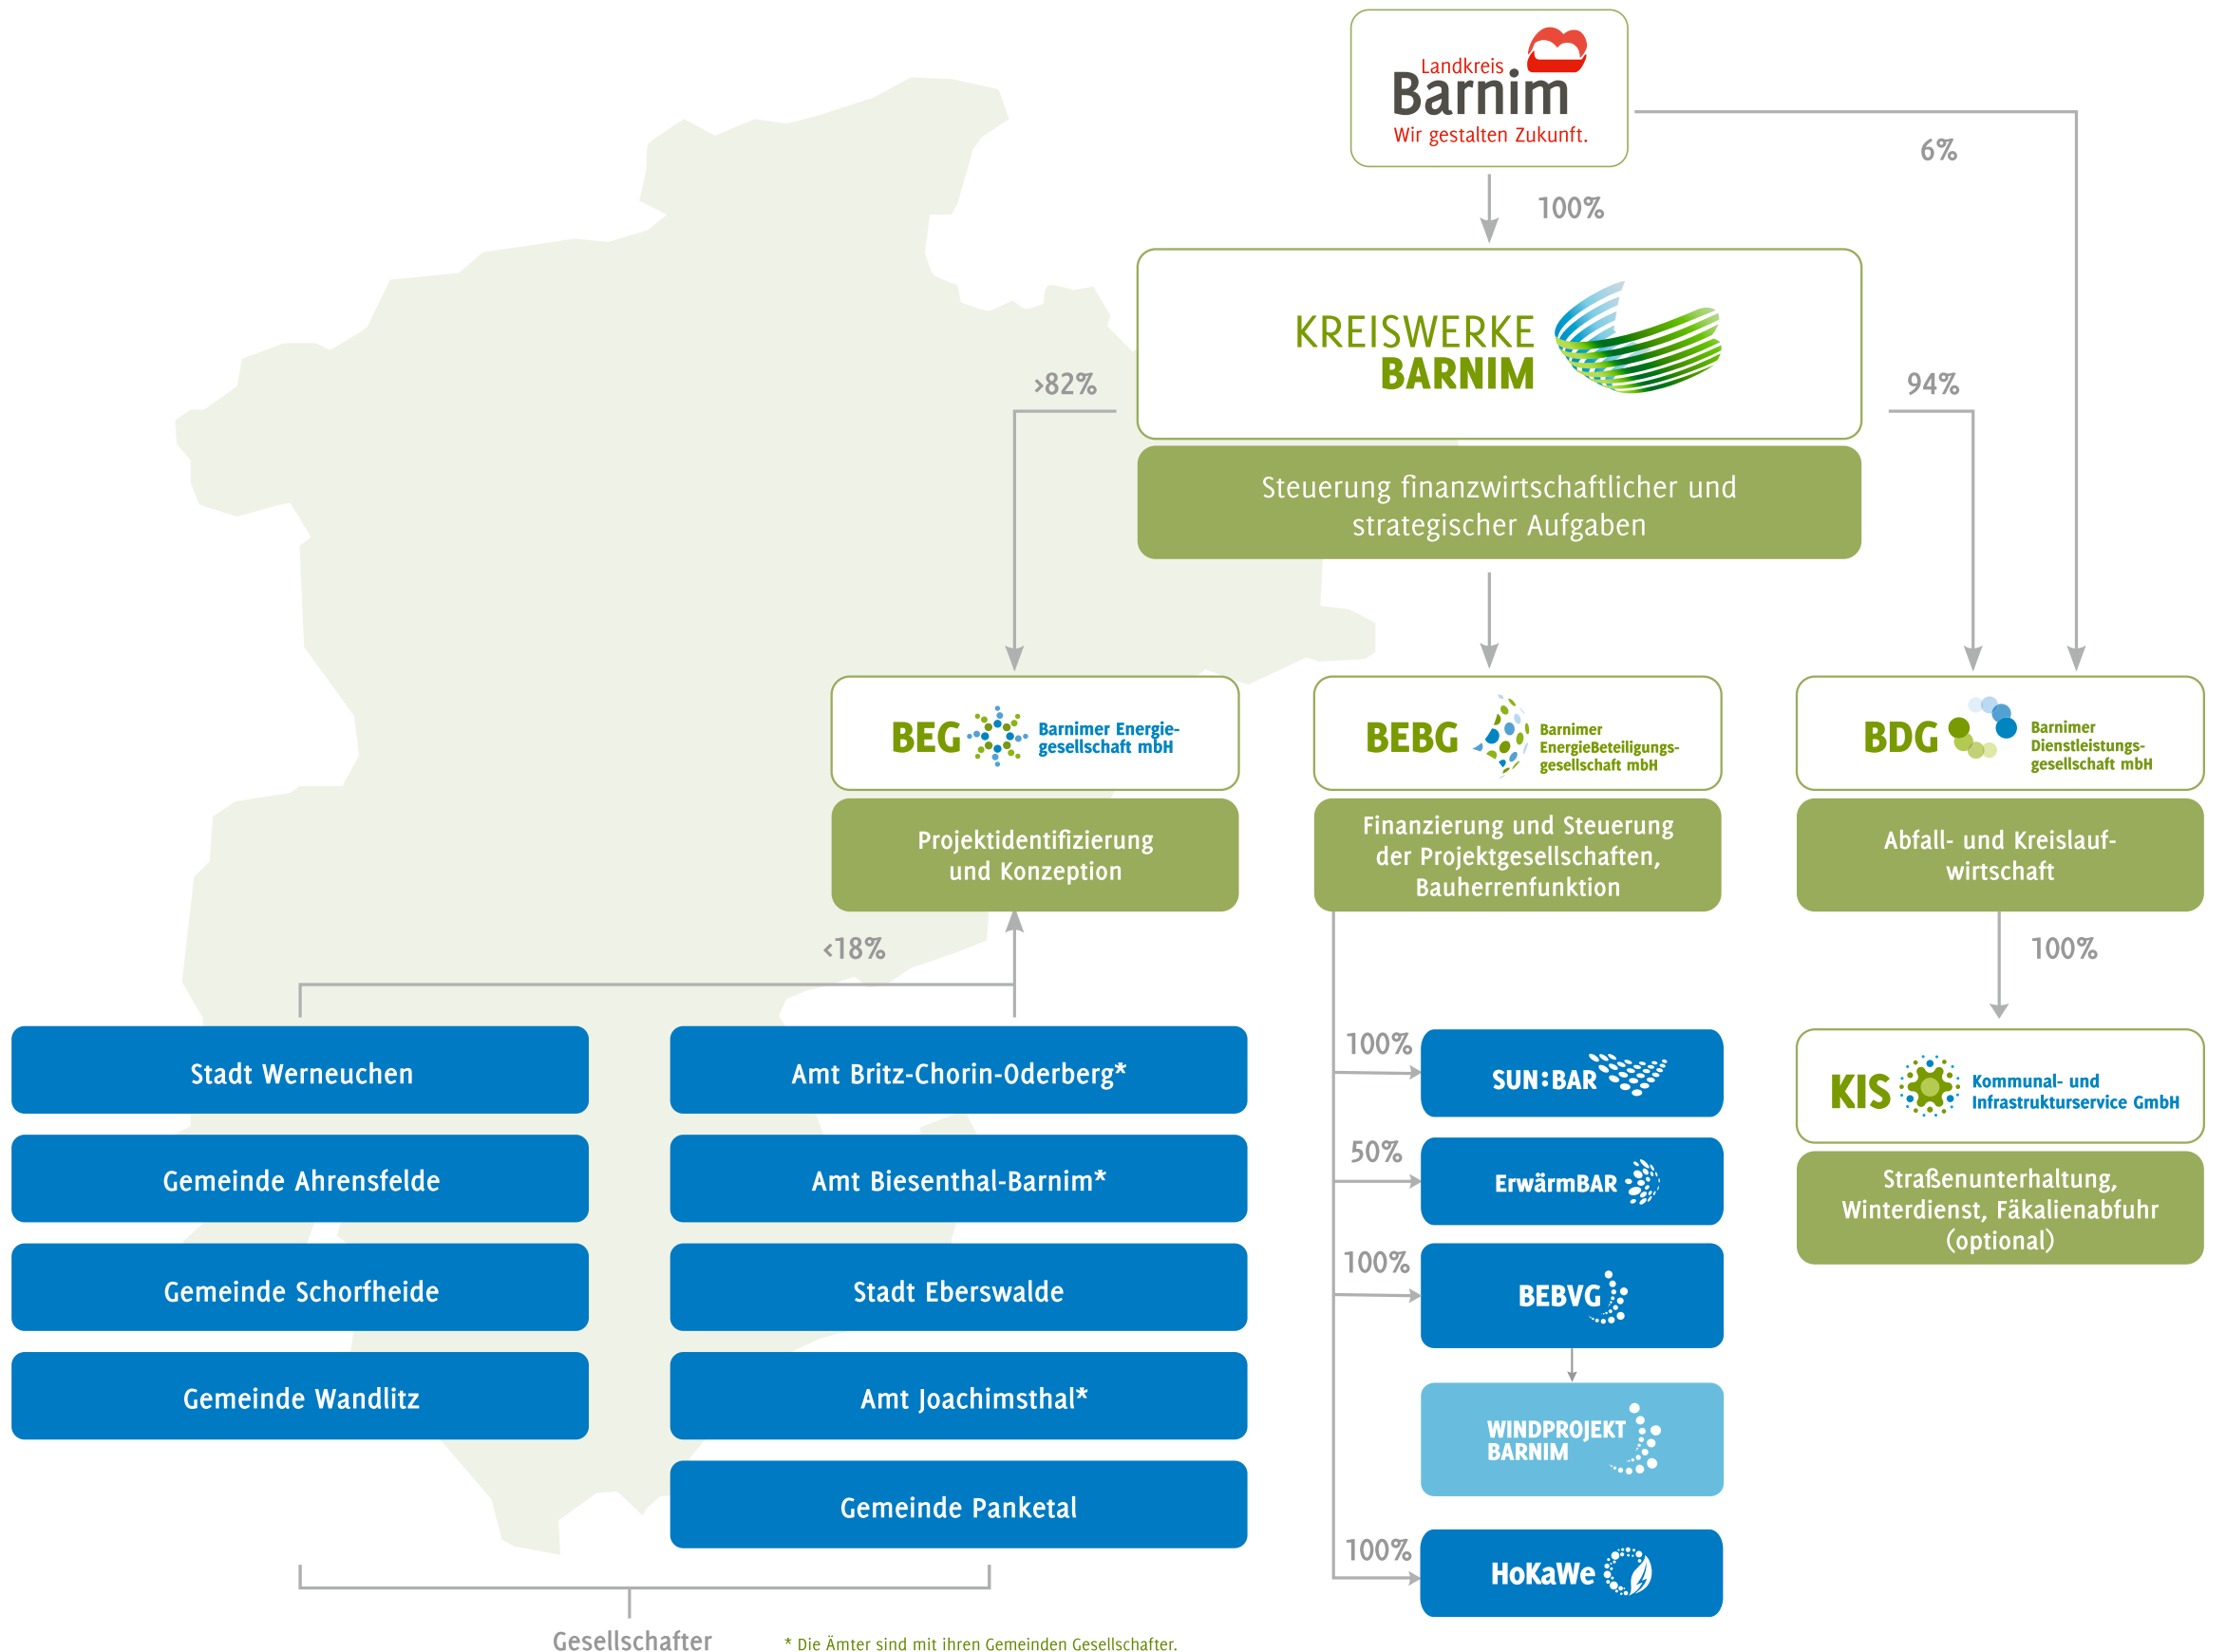 Landkreis
Barnim
Wir gestalten Zukunft.
6%
100%
KREISWERKE
BARNIM
>82%
94%
Steuerung finanzwirtschaftlicher und
strategischer Aufgaben
BEG
Barnimer Energie-
gesellschaft mbH
BEBG
Barnimer
EnergieBeteiligungs-
gesellschaft mbH
BDG
Barnimer
Dienstleistungs-
gesellschaft mbH
Projektidentifizierung
und Konzeption
Finanzierung und Steuerung
der Projektgesellschaften,
Bauherrenfunktion
Abfall- und Kreislauf-
wirtschaft
<18%
100%
Stadt Werneuchen
Gemeinde Ahrensfelde
Gemeinde Schorfheide
Gemeinde Wandlitz
Amt Britz-Chorin-Oderberg*
Amt Biesenthal-Barnim*
Stadt Eberswalde
Amt Joachimsthal*
Gemeinde Panketal
100%
SUN:BAR
50%
ErwärmBAR
100%
BEBVG
WINDPROJEKT
BARNIM
100%
HoKaWe
KIS
Kommunal- und
Infrastrukturservice GmbH
Straßenunterhaltung,
Winterdienst, Fäkalienabfuhr
(optional)
Gesellschafter
* Die Ämter sind mit ihren Gemeinden Gesellschafter.